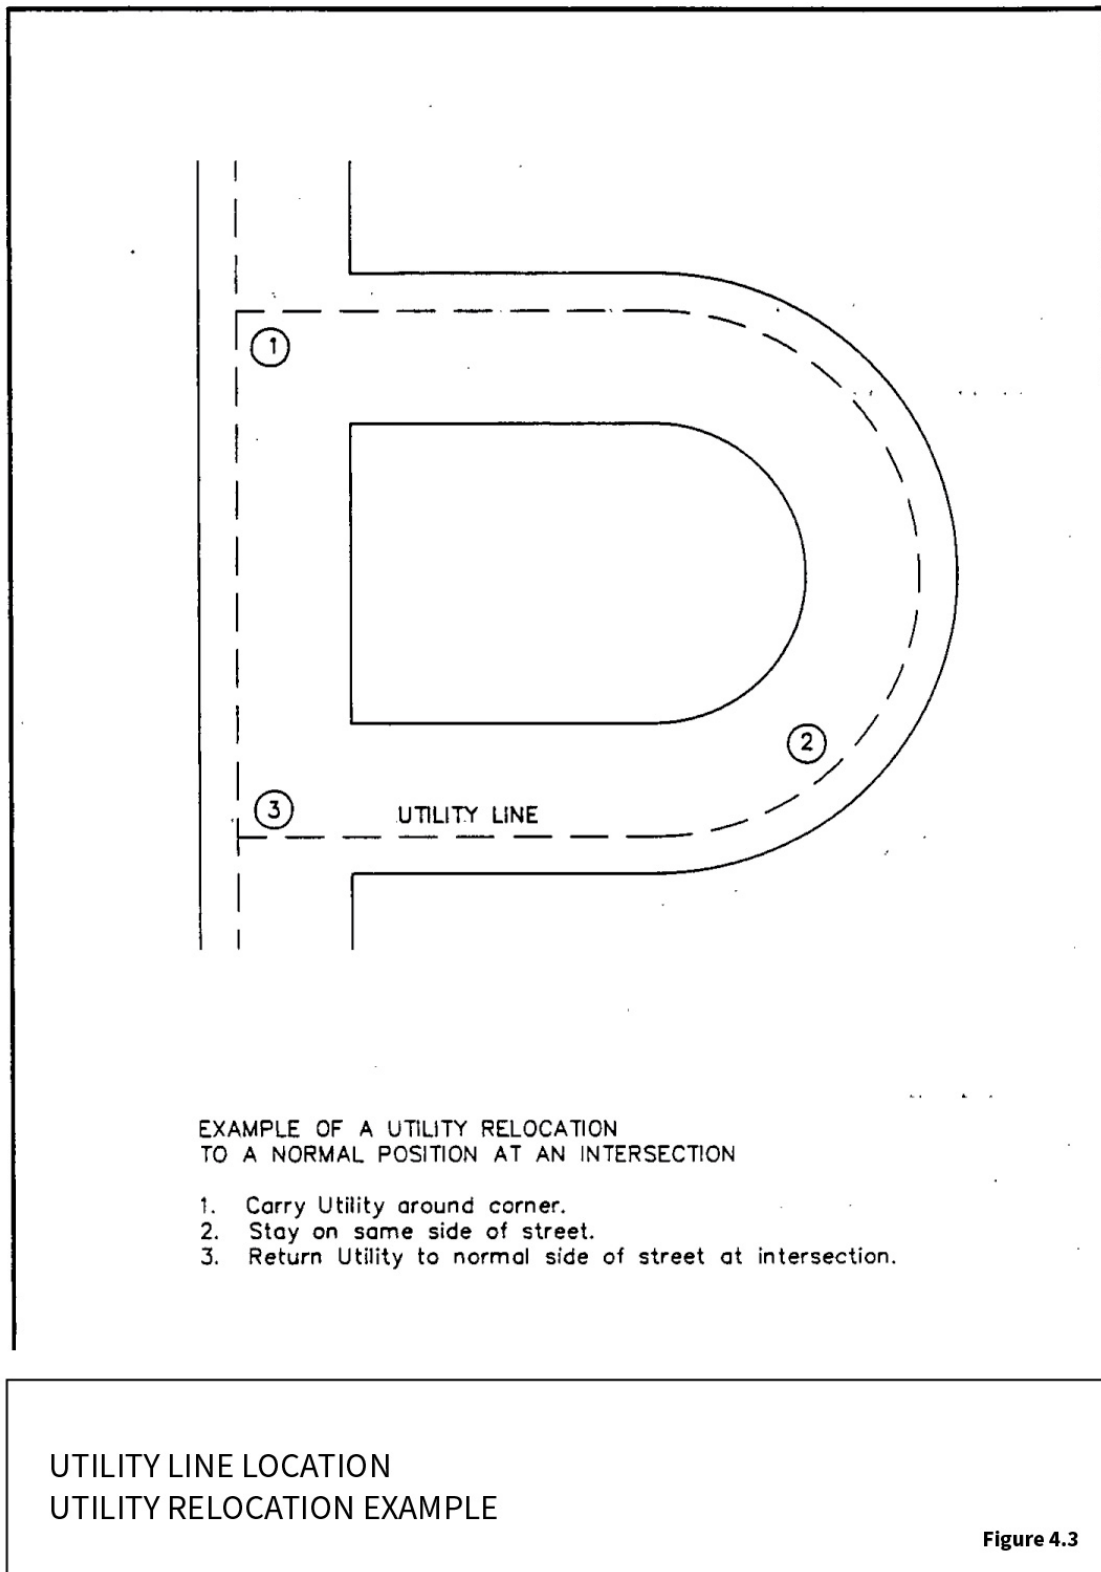 1
2
3
UTILITY LINE
EXAMPLE OF A UTILITY RELOCATION
TO A NORMAL POSITION AT AN INTERSECTION
1. Carry Utility around corner.
2. Stay on same side of street.
3. Return Utility to normal side of street at intersection.
UTILITY LINE LOCATION
UTILITY RELOCATION EXAMPLE
Figure 4.3